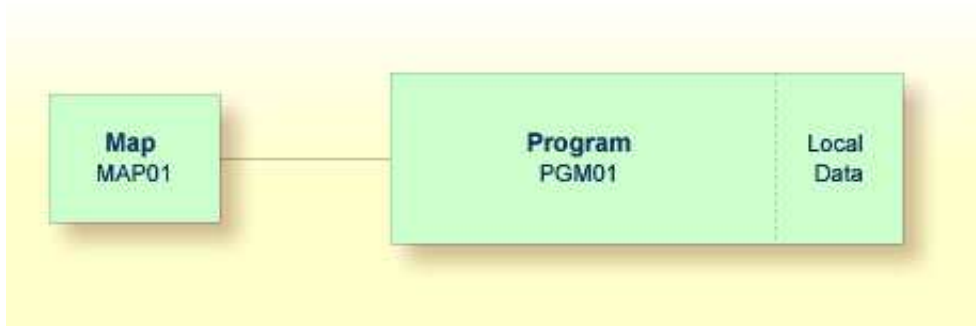 Map
MAP01
Program
PGM01
Local
Data